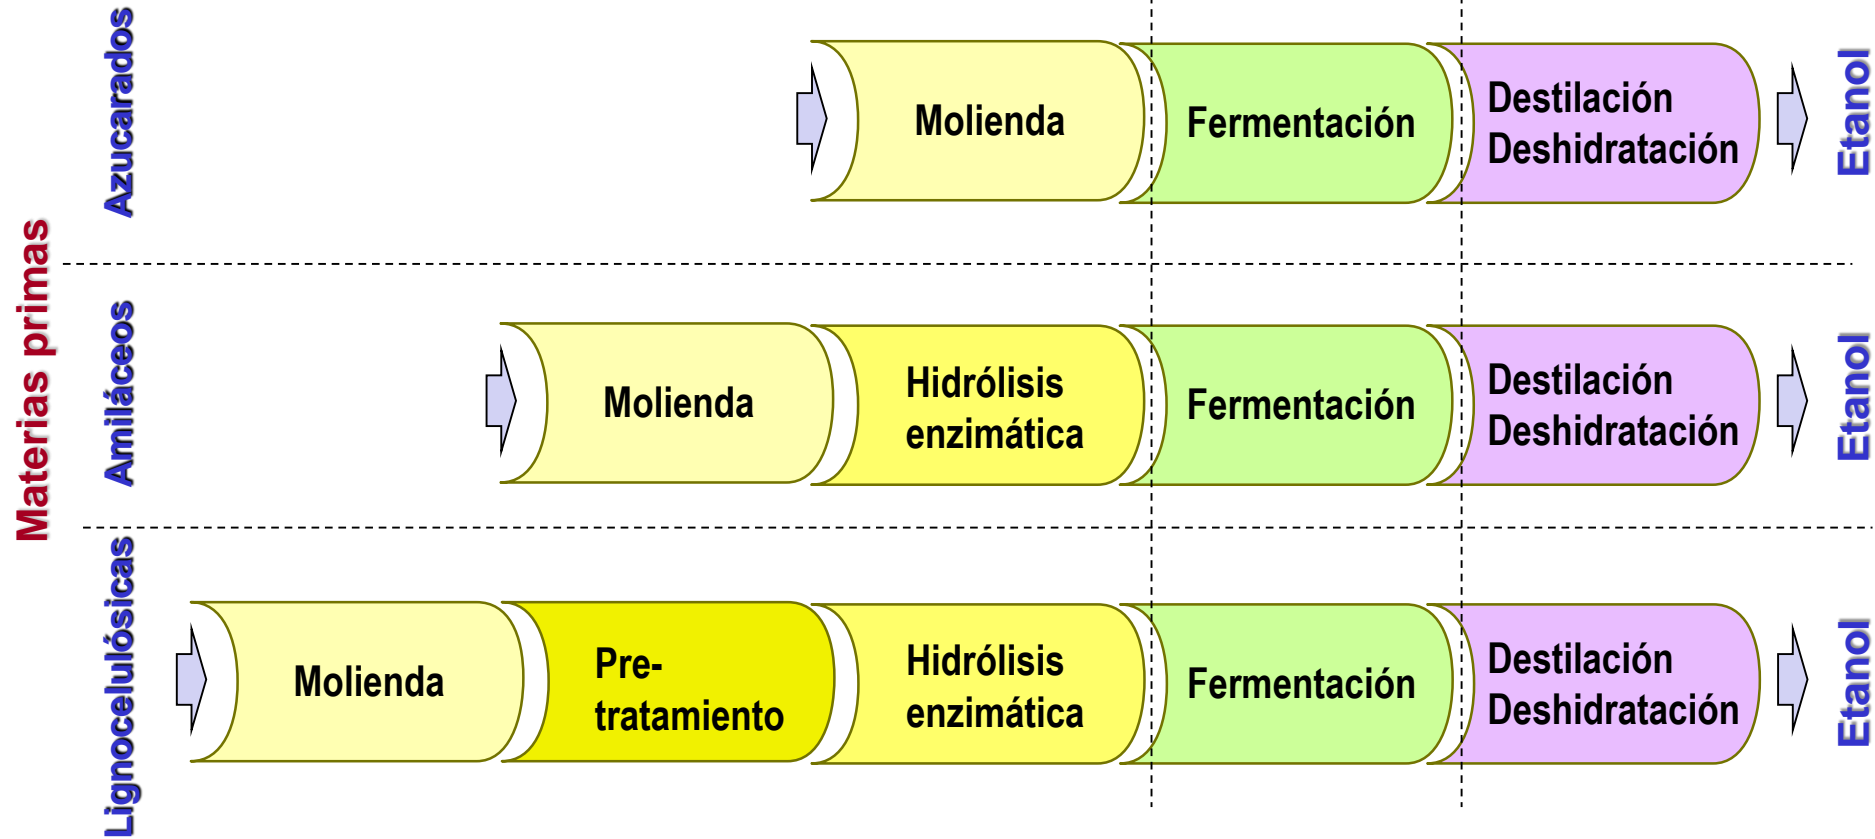 Materias primas
Azucarados
Molienda
Fermentación
Destilación
Deshidratación
Etanol
Amiláceos
Molienda
Hidrólisis
enzimática
Fermentación
Destilación
Deshidratación
Etanol
Lignocelulósicas
Molienda
Pre-
tratamiento
Hidrólisis
enzimática
Fermentación
Destilación
Deshidratación
Etanol